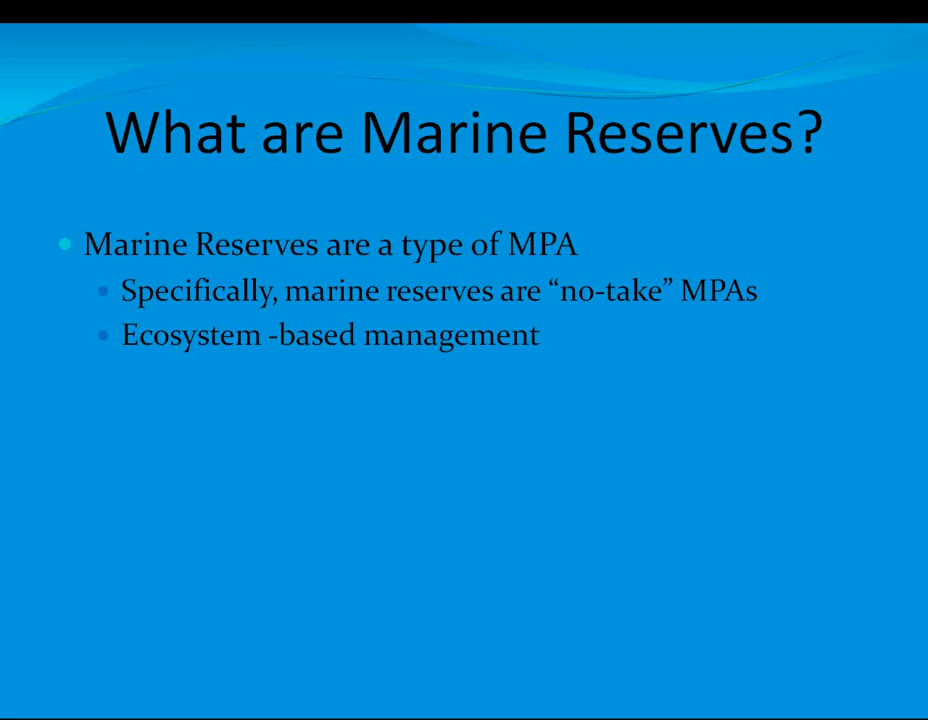 What are Marine Reserves?
Marine Reserves are a type of MPA
Specifically, marine reserves are “no-take” MPAs
Ecosystem -based management